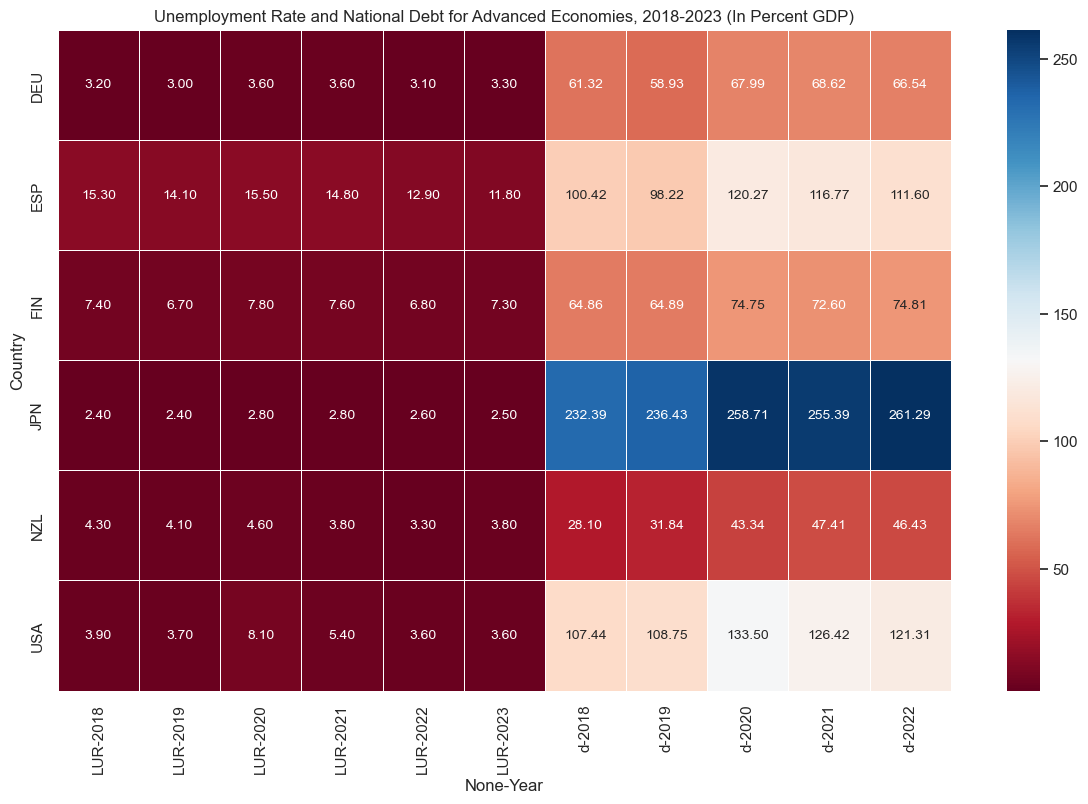 Unemployment Rate and National Debt for Advanced Economies, 2018-2023 (In Percent GDP)
Country
DEU 3.20 3.00 3.60 3.60 3.10 3.30 61.32 58.93 67.99 68.62 66.54
ESP 15.30 14.10 15.50 14.80 12.90 11.80 100.42 98.22 120.27 116.77 111.60
FIN 7.40 6.70 7.80 7.60 6.80 7.30 64.86 64.89 74.75 72.60 74.81
JPN 2.40 2.40 2.80 2.80 2.60 2.50 232.39 236.43 258.71 255.39 261.29
NZL 4.30 4.10 4.60 3.80 3.30 3.80 28.10 31.84 43.34 47.41 46.43
USA 3.90 3.70 8.10 5.40 3.60 3.60 107.44 108.75 133.50 126.42 121.31
LUR-2018 LUR-2019 LUR-2020 LUR-2021 LUR-2022 LUR-2023 d-2018 d-2019 d-2020 d-2021 d-2022
None-Year
250
200
150
100
50